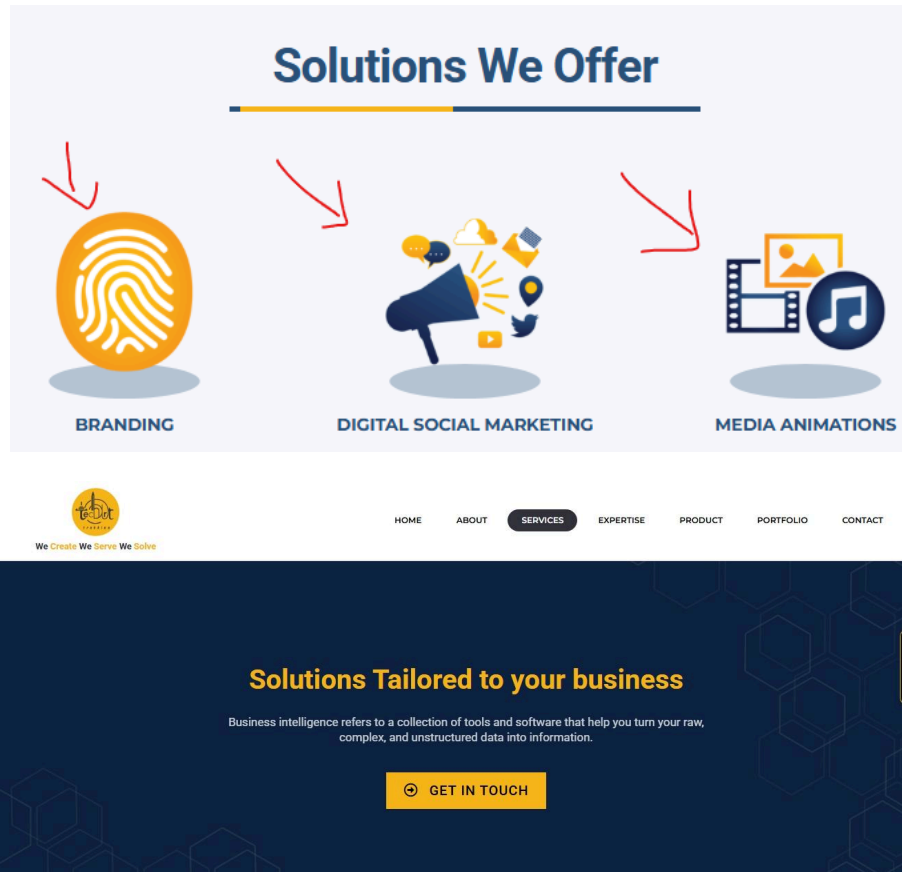 Solutions We Offer
BRANDING
DIGITAL SOCIAL MARKETING
MEDIA ANIMATIONS
tecArt
We Create We Serve We Solve
HOME ABOUT SERVICES EXPERTISE PRODUCT PORTFOLIO CONTACT
Solutions Tailored to your business
Business intelligence refers to a collection of tools and software that help you turn your raw,
complex, and unstructured data into information.
GET IN TOUCH